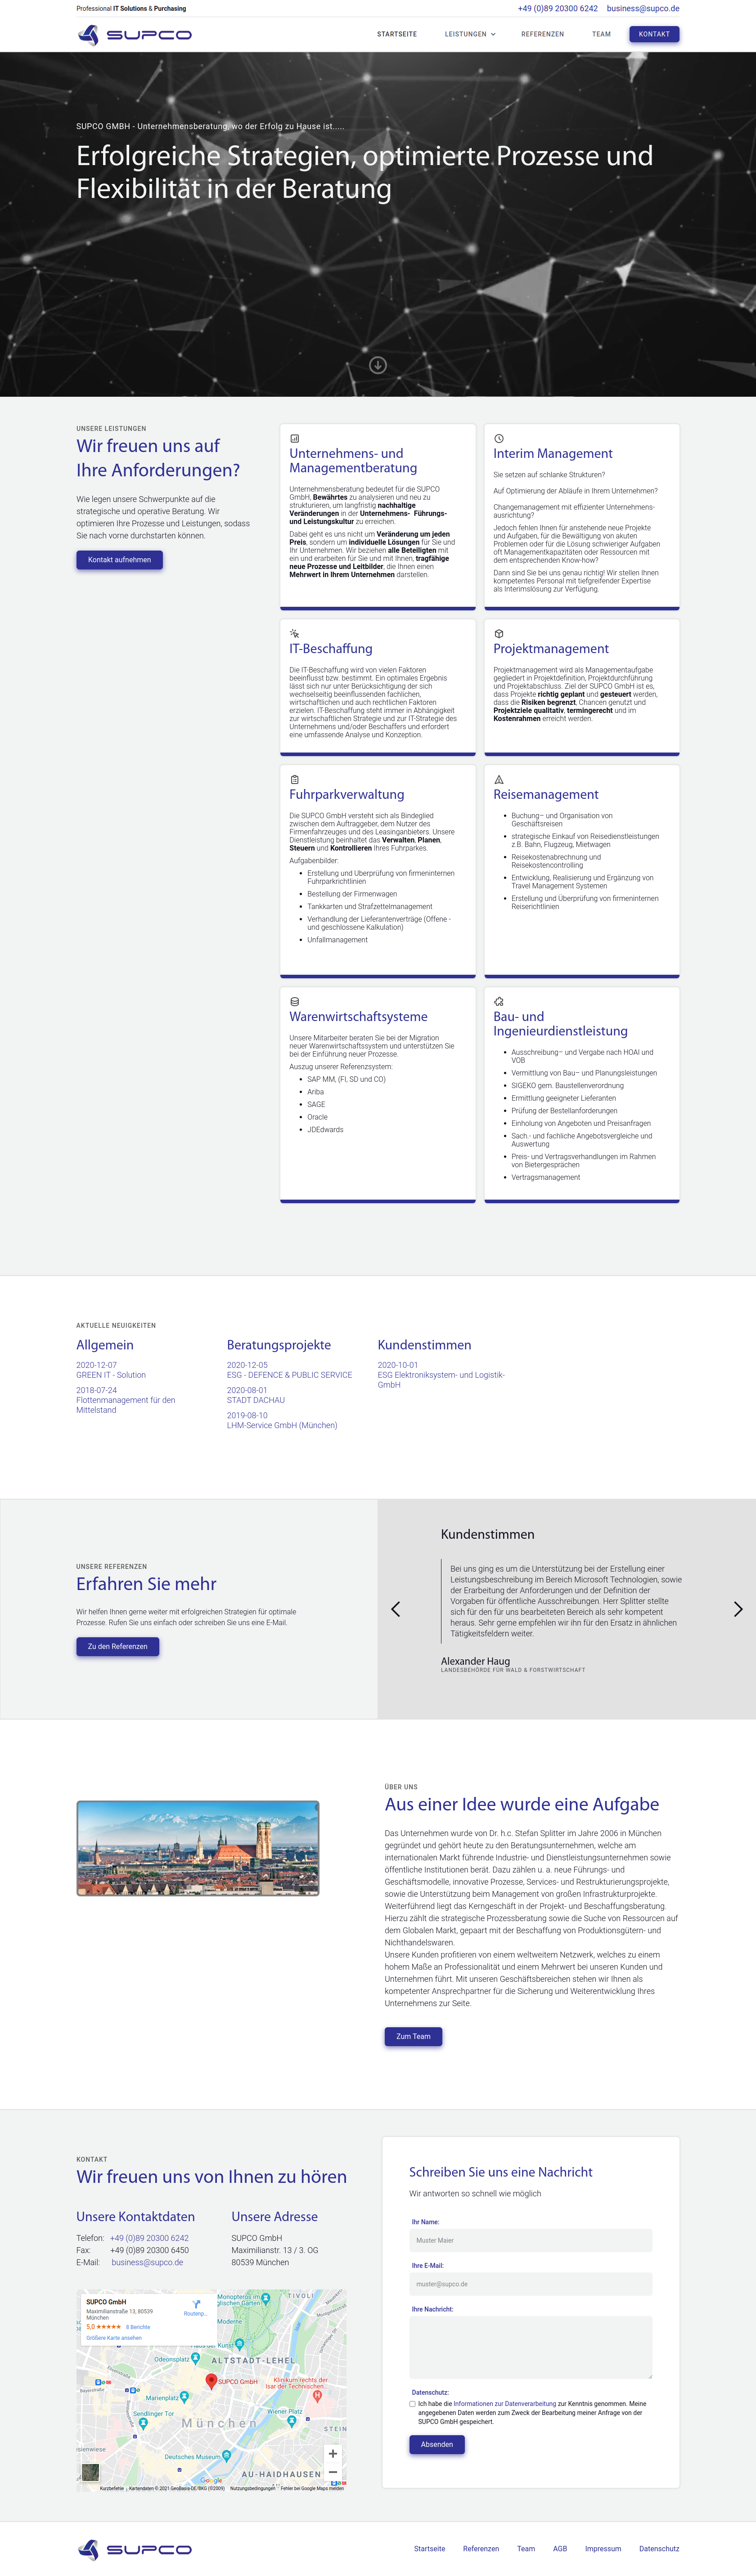 Professional IT Solutions & Purchasing
+49 (0)89 20300 6242 business@supco.de
SUPCO
STARTSEITE LEISTUNGEN REFERENZEN TEAM KONTAKT
SUPCO GMBH - Unternehmensberatung, wo der Erfolg zu Hause ist.....
Erfolgreiche Strategien, optimierte Prozesse und
Flexibilität in der Beratung
UNSERE LEISTUNGEN
Wir freuen uns auf
Ihre Anforderungen?
Wir legen unsere Schwerpunkte auf die
strategische und operative Beratung. Wir
optimieren Ihre Prozesse und Leistungen, sodass
Sie nach vorne durchstarten können.
Kontakt aufnehmen
Unternehmens- und
Managementberatung
Unternehmensberatung bedeutet für die SUPCO
GmbH, Bewährtes zu analysieren und neu zu
strukturieren, um langfristig nachhaltige
Veränderungen in der Unternehmens- Führungs-
und Leistungskultur zu erreichen.
Dabei geht es uns nicht um Veränderung um jeden
Preis, sondern um individuelle Lösungen für Sie und
Ihr Unternehmen. Wir beziehen alle Beteiligten mit
ein und erarbeiten für Sie und mit Ihnen, tragfähige
neue Prozesse und Leitbilder, die Ihnen einen
Mehrwert in Ihrem Unternehmen darstellen.
Interim Management
Sie setzen auf schlanke Strukturen?
Auf Optimierung der Abläufe in Ihrem Unternehmen?
Changemanagement mit effizienter Unternehmens-
ausrichtung?
Jedoch fehlen Ihnen für anstehende neue Projekte
und Aufgaben, für die Bewältigung von akuten
Problemen oder für die Lösung schwieriger Aufgaben
oft Managementkapazitäten oder Ressourcen mit
dem entsprechenden Know-how?
Dann sind Sie bei uns genau richtig! Wir stellen Ihnen
kompetentes Personal mit tiefgreifender Expertise
als Interimslösung zur Verfügung.
IT-Beschaffung
Die IT-Beschaffung wird von vielen Faktoren
beeinflusst bzw. bestimmt. Ein optimales Ergebnis
lässt sich nur unter Berücksichtigung der sich
wechselseitig beeinflussenden fachlichen,
wirtschaftlichen und auch rechtlichen Faktoren
erzielen. IT-Beschaffung steht immer in Abhängigkeit
zur wirtschaftlichen Strategie und zur IT-Strategie des
Unternehmens und/oder Beschaffers und erfordert
eine umfassende Analyse und Konzeption.
Projektmanagement
Projektmanagement wird als Managementaufgabe
gegliedert in Projektdefinition, Projektdurchführung
und Projektabschluss. Ziel der SUPCO GmbH ist es,
dass Projekte richtig geplant und gesteuert werden,
dass die Risiken begrenzt, Chancen genutzt und
Projektziele qualitativ, termingerecht und im
Kostenrahmen erreicht werden.
Fuhrparkverwaltung
Die SUPCO GmbH versteht sich als Bindeglied
zwischen dem Auftraggeber, dem Nutzer des
Firmenfahrzeuges und des Leasinganbieters. Unsere
Dienstleistung beinhaltet das Verwalten, Planen,
Steuern und Kontrollieren Ihres Fuhrparkes.
Aufgabenbilder:
Erstellung und Überprüfung von firmeninternen
Fuhrparkrichtlinien
Bestellung der Firmenwagen
Tankkarten und Strafzettelmanagement
Verhandlung der Lieferantenverträge (Offene -
und geschlossene Kalkulation)
Unfallmanagement
Reisemanagement
Buchung– und Organisation von
Geschäftsreisen
strategische Einkauf von Reisedienstleistungen
z.B. Bahn, Flugzeug, Mietwagen
Reisekostenabrechnung und
Reisekostencontrolling
Entwicklung, Realisierung und Ergänzung von
Travel Management Systemen
Erstellung und Überprüfung von firmeninternen
Reiserichtlinien
Warenwirtschaftsysteme
Unsere Mitarbeiter beraten Sie bei der Migration
neuer Warenwirtschaftssystem und unterstützen Sie
bei der Einführung neuer Prozesse.
Auszug unserer Referenzsystem:
SAP MM, (FI, SD und CO)
Ariba
SAGE
Oracle
JDEdwards
Bau- und
Ingenieurdienstleistung
Ausschreibung– und Vergabe nach HOAI und
VOB
Vermittlung von Bau– und Planungsleistungen
SIGEKO gem. Baustellenverordnung
Ermittlung geeigneter Lieferanten
Prüfung der Bestellanforderungen
Einholung von Angeboten und Preisanfragen
Sach.- und fachliche Angebotsvergleiche und
Auswertung
Preis- und Vertragsverhandlungen im Rahmen
von Bietergesprächen
Vertragsmanagement
AKTUELLE NEUIGKEITEN
Allgemein
2020-12-07
GREEN IT - Solution
2018-07-24
Flottenmanagement für den
Mittelstand
Beratungsprojekte
2020-12-05
ESG - DEFENCE & PUBLIC SERVICE
2020-08-01
STADT DACHAU
2019-08-10
LHM-Service GmbH (München)
Kundenstimmen
2020-10-01
ESG Elektroniksystem- und Logistik-
GmbH
UNSERE REFERENZEN
Erfahren Sie mehr
Wir helfen Ihnen gerne weiter mit erfolgreichen Strategien für optimale
Prozesse. Rufen Sie uns einfach oder schreiben Sie uns eine E-Mail.
Zu den Referenzen
Kundenstimmen
Bei uns ging es um die Unterstützung bei der Erstellung einer
Leistungsbeschreibung im Bereich Microsoft Technologien, sowie
der Erarbeitung der Anforderungen und der Definition der
Vorgaben für öffentliche Ausschreibungen. Herr Splitter stellte
sich für den für uns bearbeiteten Bereich als sehr kompetent
heraus. Sehr gerne empfehlen wir ihn für den Ersatz in ähnlichen
Tätigkeitsfeldern weiter.
Alexander Haug
LANDESBEHÖRDE FÜR WALD & FORSTWIRTSCHAFT
ÜBER UNS
Aus einer Idee wurde eine Aufgabe
Das Unternehmen wurde von Dr. h.c. Stefan Splitter im Jahre 2006 in München
gegründet und gehört heute zu den Beratungsunternehmen, welche am
internationalen Markt führende Industrie- und Dienstleistungsunternehmen sowie
öffentliche Institutionen berät. Dazu zählen u. a. neue Führungs- und
Geschäftsmodelle, innovative Prozesse, Services- und Restrukturierungsprojekte,
sowie die Unterstützung beim Management von großen Infrastrukturprojekte.
Weiterführend liegt das Kerngeschäft in der Projekt- und Beschaffungsberatung.
Hierzu zählt die strategische Prozessberatung sowie die Suche von Ressourcen auf
dem Globalen Markt, gepaart mit der Beschaffung von Produktionsgütern- und
Nichthandelswaren.
Unsere Kunden profitieren von einem weltweitem Netzwerk, welches zu einem
hohem Maße an Professionalität und einem Mehrwert bei unseren Kunden und
Unternehmen führt. Mit unseren Geschäftsbereichen stehen wir Ihnen als
kompetenter Ansprechpartner für die Sicherung und Weiterentwicklung Ihres
Unternehmens zur Seite.
Zum Team
KONTAKT
Wir freuen uns von Ihnen zu hören
Unsere Kontaktdaten
Telefon: +49 (0)89 20300 6242
Fax: +49 (0)89 20300 6450
E-Mail: business@supco.de
Unsere Adresse
SUPCO GmbH
Maximilianstr. 13 / 3. OG
80539 München
SUPCO GmbH
Maximilianstraße 13, 80539
München
Routenp...
5,0 ★★★★★ 8 Berichte
Größere Karte ansehen
Monopteros im
glischen Garten
TIVOLI
Moderne
Haus der Kunst
Odeonsplatz
ALTSTADT-LEHEL
SUPCO GmbH
Klinikum rechts der
Isar der Technischen...
Marienplatz
Sendlinger Tor
Wiener Platz
München
STEIN
Deutsches Museum
AU-HAIDHAUSEN
Google
Kurzbefehle Kartendaten © 2021 GeoBasis-DE/BKG (©2009) Nutzungsbedingungen Fehler bei Google Maps melden
Schreiben Sie uns eine Nachricht
Wir antworten so schnell wie möglich
Ihr Name:
Muster Maier
Ihre E-Mail:
muster@supco.de
Ihre Nachricht:
Datenschutz:
Ich habe die Informationen zur Datenverarbeitung zur Kenntnis genommen. Meine
angegebenen Daten werden zum Zweck der Bearbeitung meiner Anfrage von der
SUPCO GmbH gespeichert.
Absenden
SUPCO
Startseite Referenzen Team AGB Impressum Datenschutz